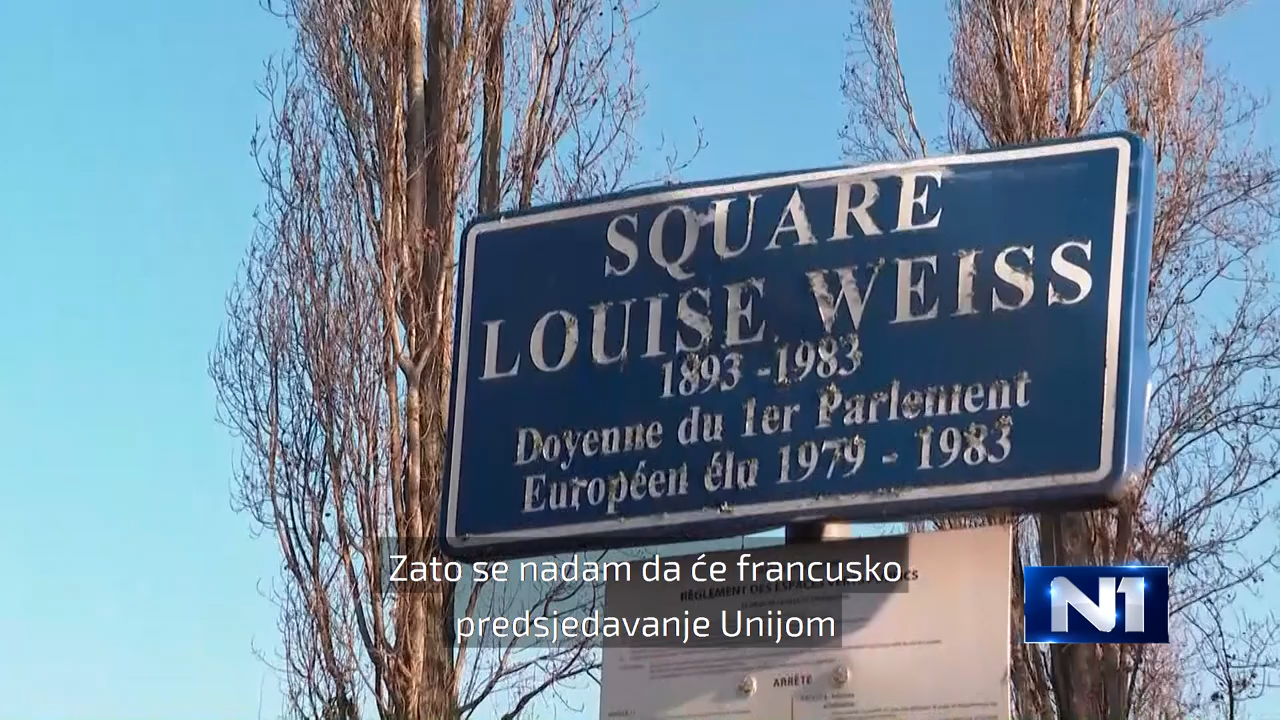 SQUARE
LOUISE WEISS
1893 -1983
Doyenne du 1er Parlement
Européen élu 1979 - 1983
Zato se nadam da će francusko
predsjedavanje Unijom
N1
RÈGLEMENT DES ESPACES
ARRÊTE